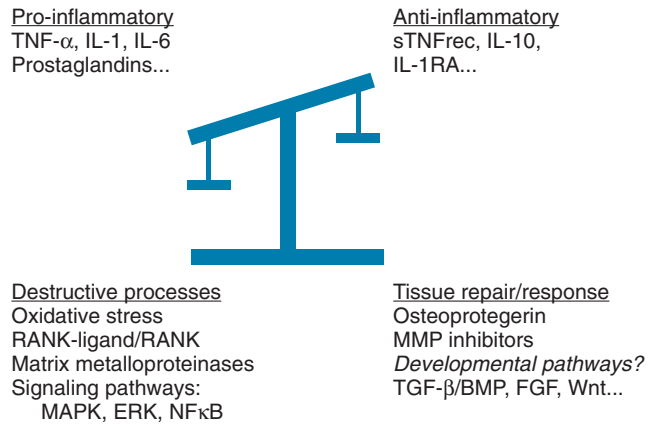 Pro-inflammatory
TNF-α, IL-1, IL-6
Prostaglandins...
Anti-inflammatory
sTNFrec, IL-10,
IL-1RA...
Destructive processes
Oxidative stress
RANK-ligand/RANK
Matrix metalloproteinases
Signaling pathways:
MAPK, ERK, NFκB
Tissue repair/response
Osteoprotegerin
MMP inhibitors
Developmental pathways?
TGF-β/BMP, FGF, Wnt...